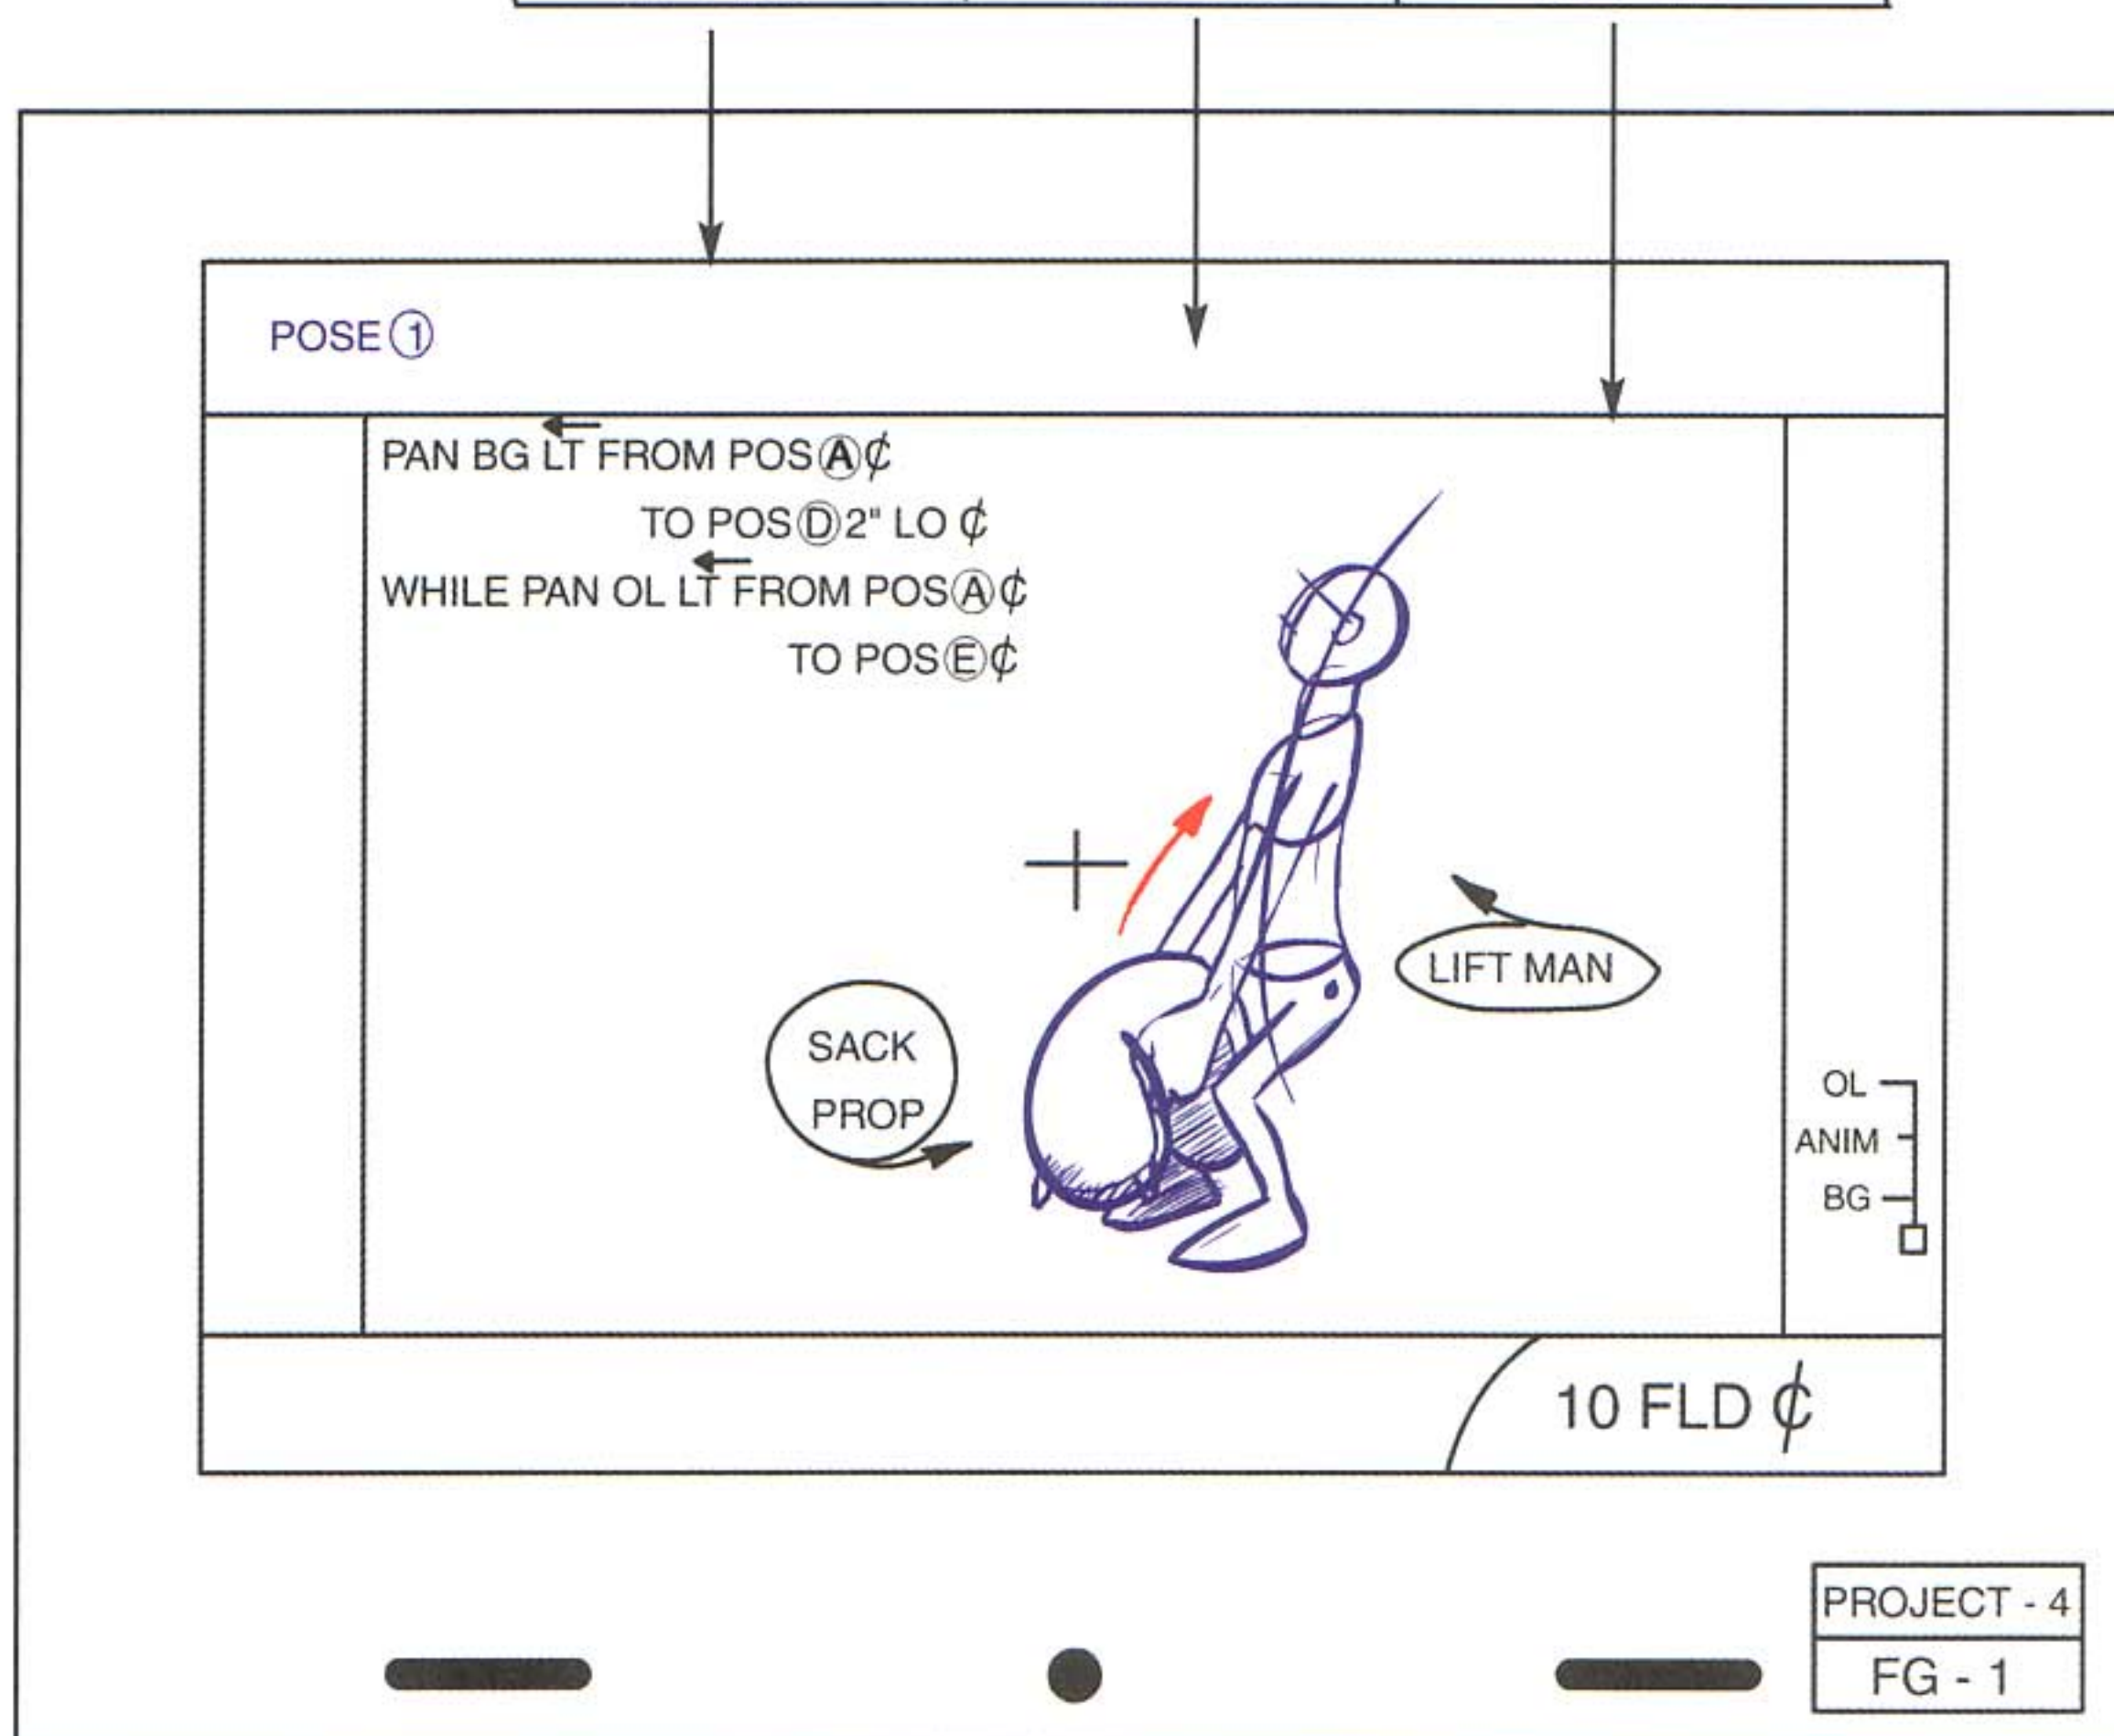 POSE ①
PAN BG LT FROM POS Ⓐ ₵
TO POS Ⓓ 2" LO ₵
WHILE PAN OL LT FROM POS Ⓐ ₵
TO POS Ⓔ ₵
LIFT MAN
SACK
PROP
OL
ANIM
BG
10 FLD ₵
PROJECT - 4
FG - 1